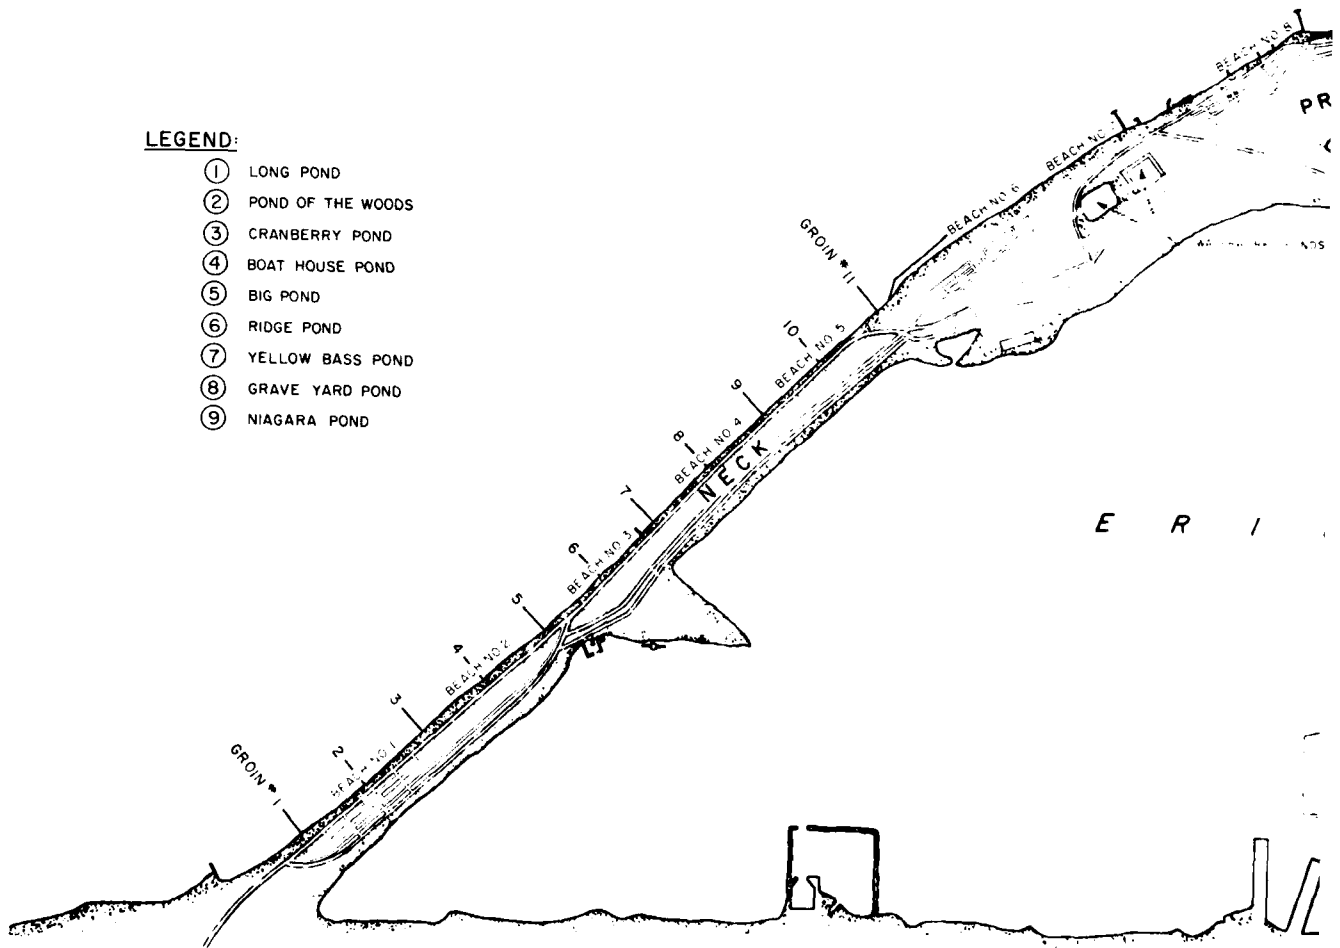 LEGEND:
1 LONG POND
2 POND OF THE WOODS
3 CRANBERRY POND
4 BOAT HOUSE POND
5 BIG POND
6 RIDGE POND
7 YELLOW BASS POND
8 GRAVE YARD POND
9 NIAGARA POND
BEACH NO. 8
PR
BEACH NO.
BEACH NO. 6
GROIN #11
10
BEACH NO. 5
9
BEACH NO. 4
8
NECK
7
BEACH NO. 3
6
5
BEACH NO. 2
4
3
BEACH NO. 1
2
GROIN #1
E R I